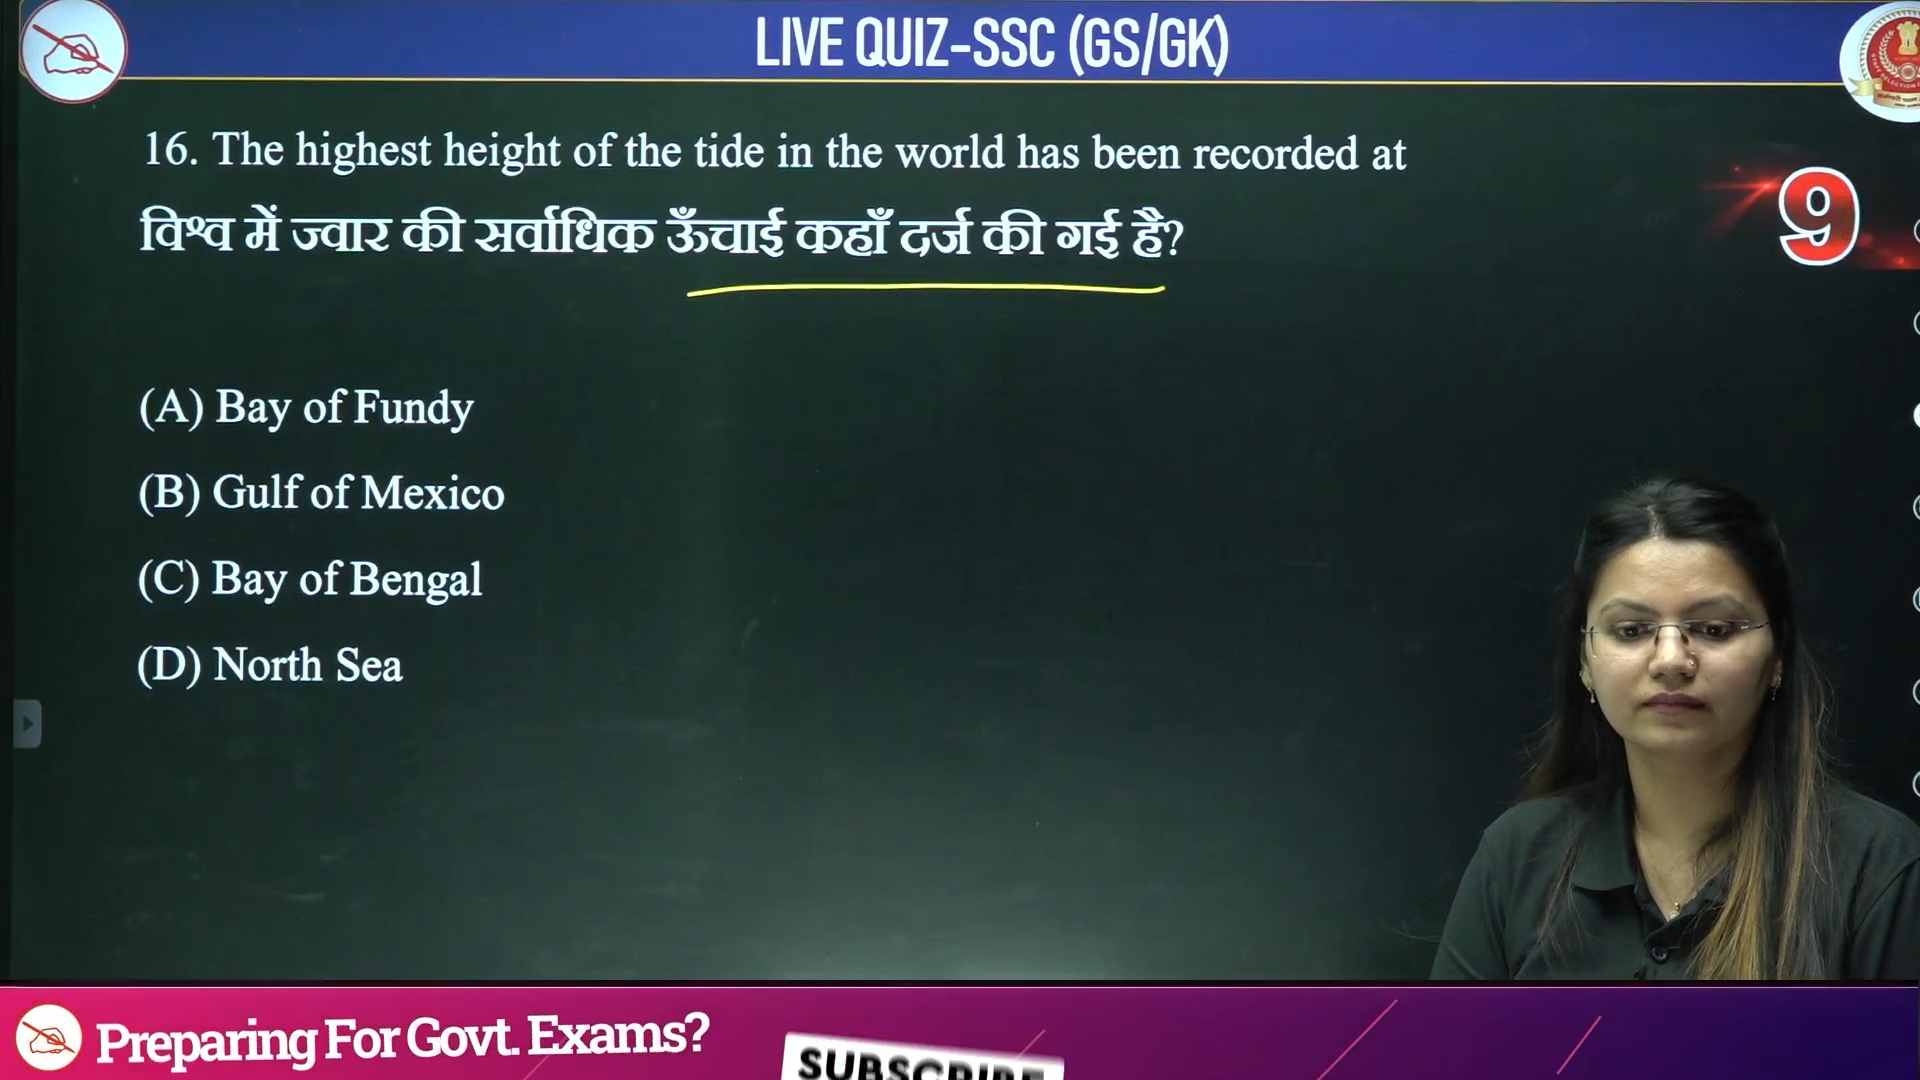 LIVE QUIZ-SSC (GS/GK)
16. The highest height of the tide in the world has been recorded at
विश्व में ज्वार की सर्वाधिक ऊँचाई कहाँ दर्ज की गई है?
9
(A) Bay of Fundy
(B) Gulf of Mexico
(C) Bay of Bengal
(D) North Sea
Preparing For Govt. Exams?
SUBSCRIBE